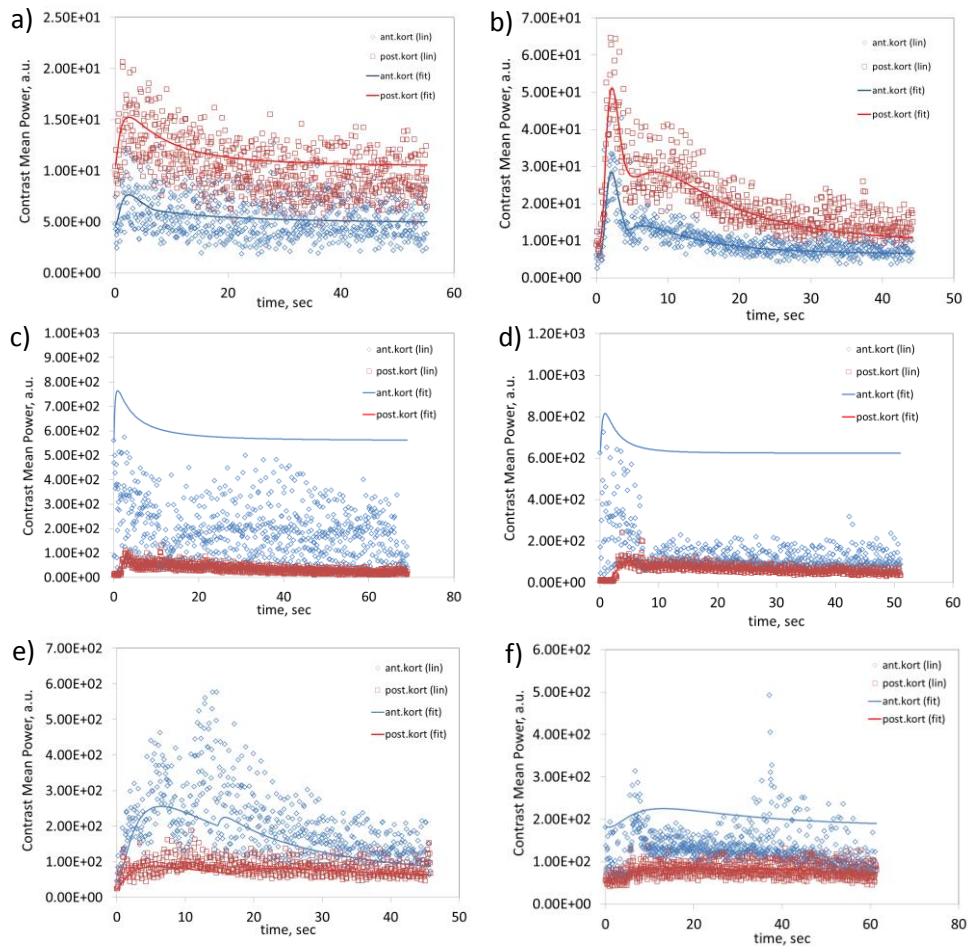 a)
2.50E+01
2.00E+01
1.50E+01
1.00E+01
5.00E+00
0.00E+00
Contrast Mean Power, a.u.
ant.kort (lin)
post.kort (lin)
ant.kort (fit)
post.kort (fit)
0 20 40 60
time, sec
b)
7.00E+01
6.00E+01
5.00E+01
4.00E+01
3.00E+01
2.00E+01
1.00E+01
0.00E+00
Contrast Mean Power, a.u.
ant.kort (lin)
post.kort (lin)
ant.kort (fit)
post.kort (fit)
0 10 20 30 40 50
time, sec
c)
1.00E+03
9.00E+02
8.00E+02
7.00E+02
6.00E+02
5.00E+02
4.00E+02
3.00E+02
2.00E+02
1.00E+02
0.00E+00
Contrast Mean Power, a.u.
ant.kort (lin)
post.kort (lin)
ant.kort (fit)
post.kort (fit)
0 20 40 60 80
time, sec
d)
1.20E+03
1.00E+03
8.00E+02
6.00E+02
4.00E+02
2.00E+02
0.00E+00
Contrast Mean Power, a.u.
ant.kort (lin)
post.kort (lin)
ant.kort (fit)
post.kort (fit)
0 10 20 30 40 50 60
time, sec
e)
7.00E+02
6.00E+02
5.00E+02
4.00E+02
3.00E+02
2.00E+02
1.00E+02
0.00E+00
Contrast Mean Power, a.u.
ant.kort (lin)
post.kort (lin)
ant.kort (fit)
post.kort (fit)
0 10 20 30 40 50
time, sec
f)
6.00E+02
5.00E+02
4.00E+02
3.00E+02
2.00E+02
1.00E+02
0.00E+00
Contrast Mean Power, a.u.
ant.kort (lin)
post.kort (lin)
ant.kort (fit)
post.kort (fit)
0 20 40 60 80
time, sec